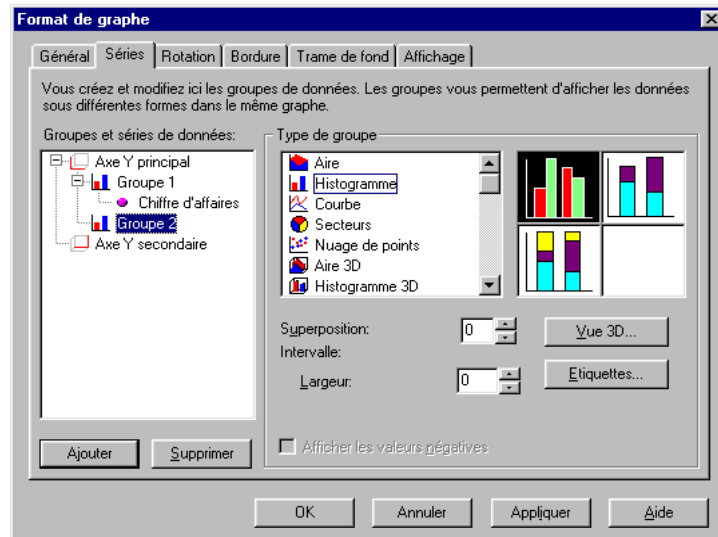 Format de graphe
Général Séries Rotation Bordure Trame de fond Affichage
Vous créez et modifiez ici les groupes de données. Les groupes vous permettent d'afficher les données
sous différentes formes dans le même graphe.
Groupes et séries de données:
Axe Y principal
Groupe 1
Chiffre d'affaires
Groupe 2
Axe Y secondaire
Ajouter
Supprimer
Type de groupe
Aire
Histogramme
Courbe
Secteurs
Nuage de points
Aire 3D
Histogramme 3D
Superposition: 0
Vue 3D...
Intervalle:
Largeur: 0
Etiquettes...
Afficher les valeurs négatives
OK Annuler Appliquer Aide